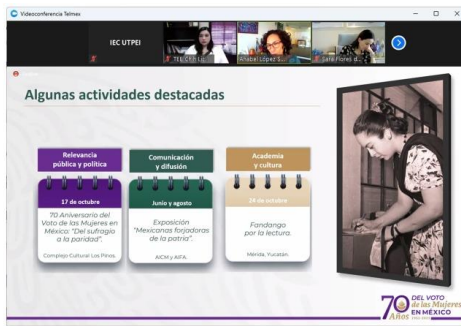 Videoconferencia Telmex
IEC UTPEI
Anabel López S...
Algunas actividades destacadas
Relevancia
pública y política
17 de octubre
70 Aniversario del
Voto de las Mujeres en
México: "Del sufragio
a la paridad".
Complejo Cultural Los Pinos.
Comunicación
y difusión
Junio y agosto
Exposición
"Mexicanas forjadoras
de la patria".
AICM y AIFA.
Academia
y cultura
24 de octubre
Fandango
por la lectura.
Mérida, Yucatán.
70
Años
DEL VOTO
de las Mujeres
EN MÉXICO